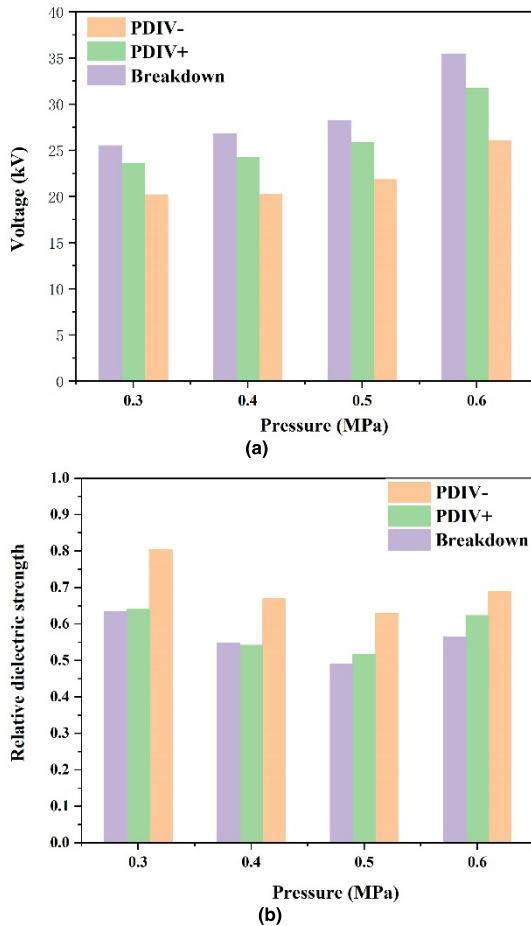 PDIV-
PDIV+
Breakdown
40
35
30
25
20
15
10
5
0
Voltage (kV)
0.3 0.4 0.5 0.6
Pressure (MPa)
(a)
PDIV-
PDIV+
Breakdown
1.0
0.9
0.8
0.7
0.6
0.5
0.4
0.3
0.2
0.1
0.0
Relative dielectric strength
0.3 0.4 0.5 0.6
Pressure (MPa)
(b)